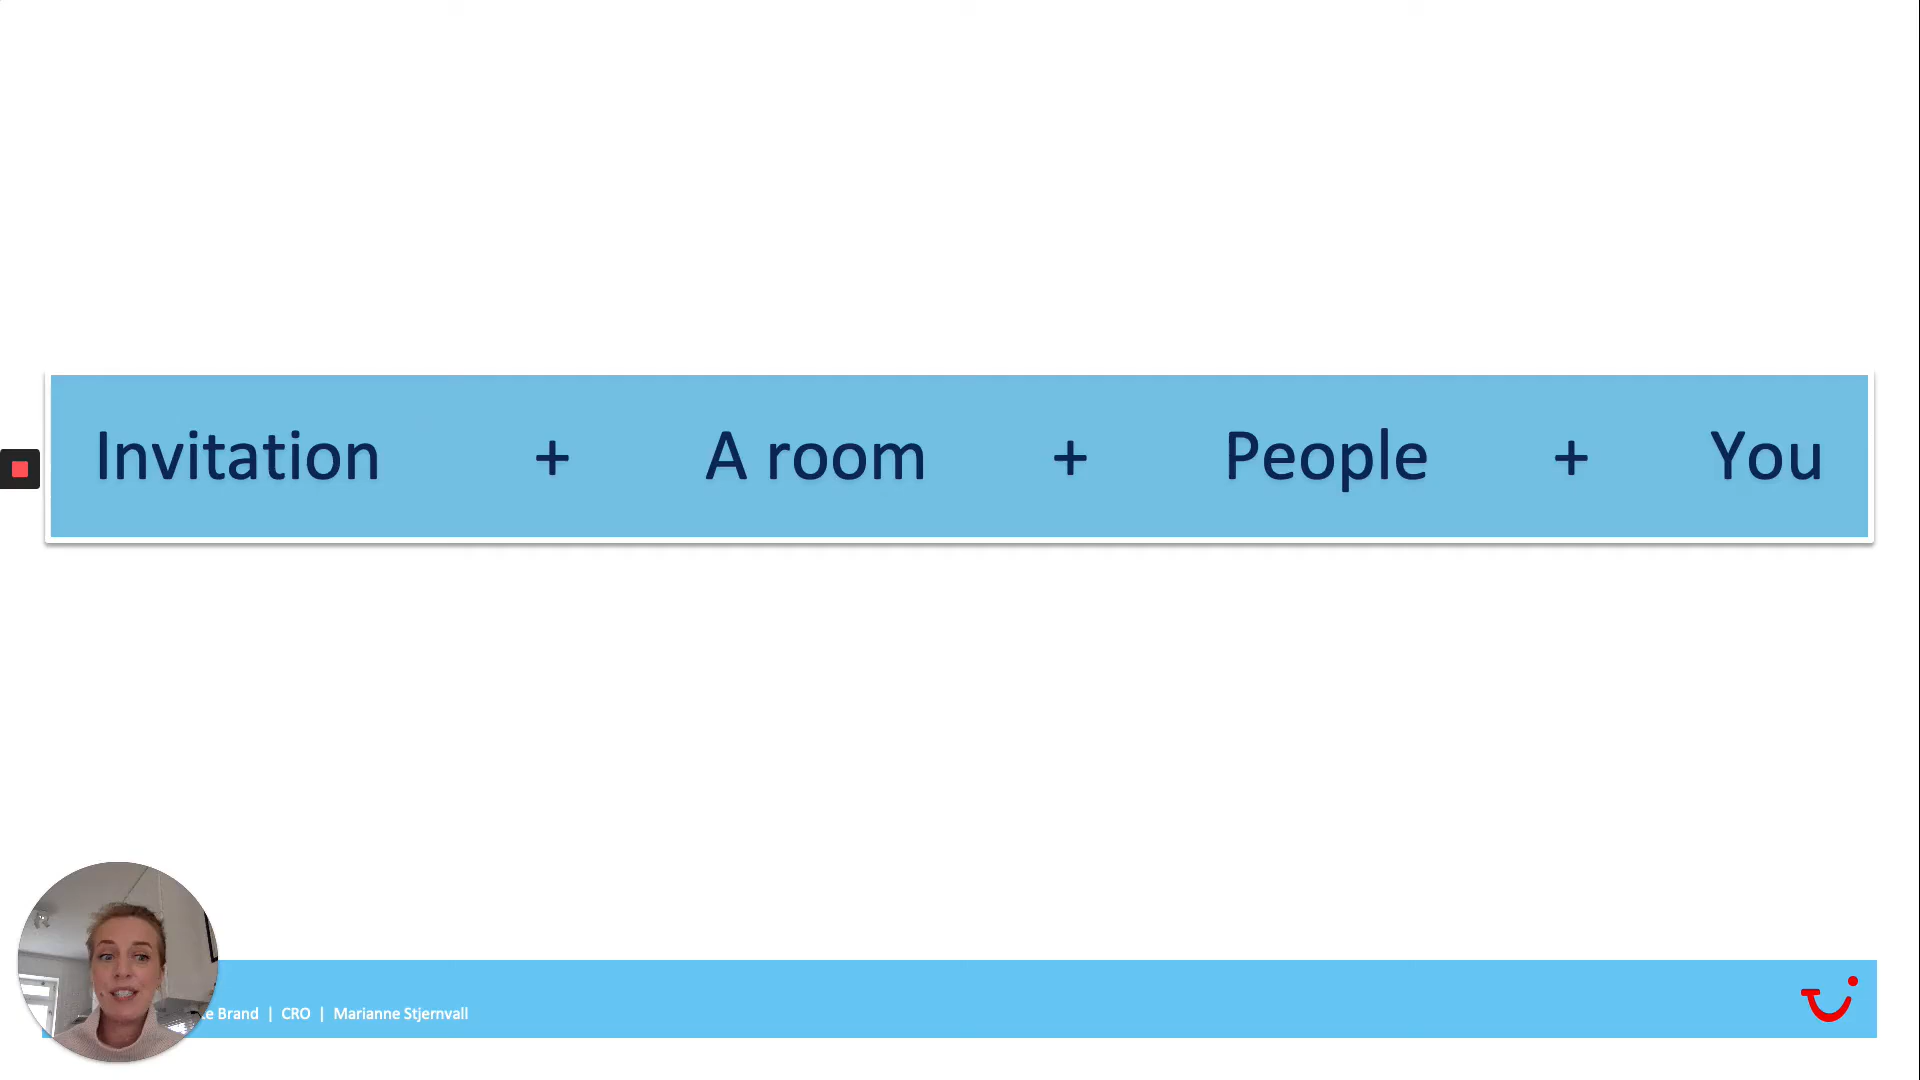 Invitation + A room + People + You
Brand | CRO | Marianne Stjernvall